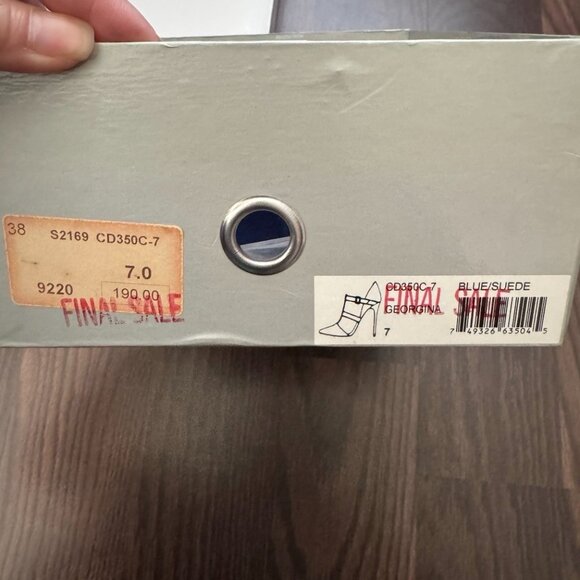 38
S2169 CD350C-7
7.0
9220 190.00
FINAL SALE
CD350C-7 BLUE/SUEDE
FINAL SALE
GEORGINA
7
7 49326 63504 5